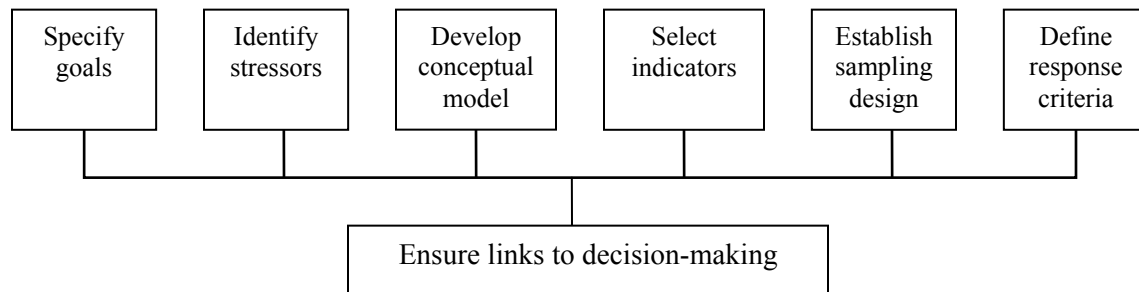 Specify
goals
Identify
stressors
Develop
conceptual
model
Select
indicators
Establish
sampling
design
Define
response
criteria
Ensure links to decision-making